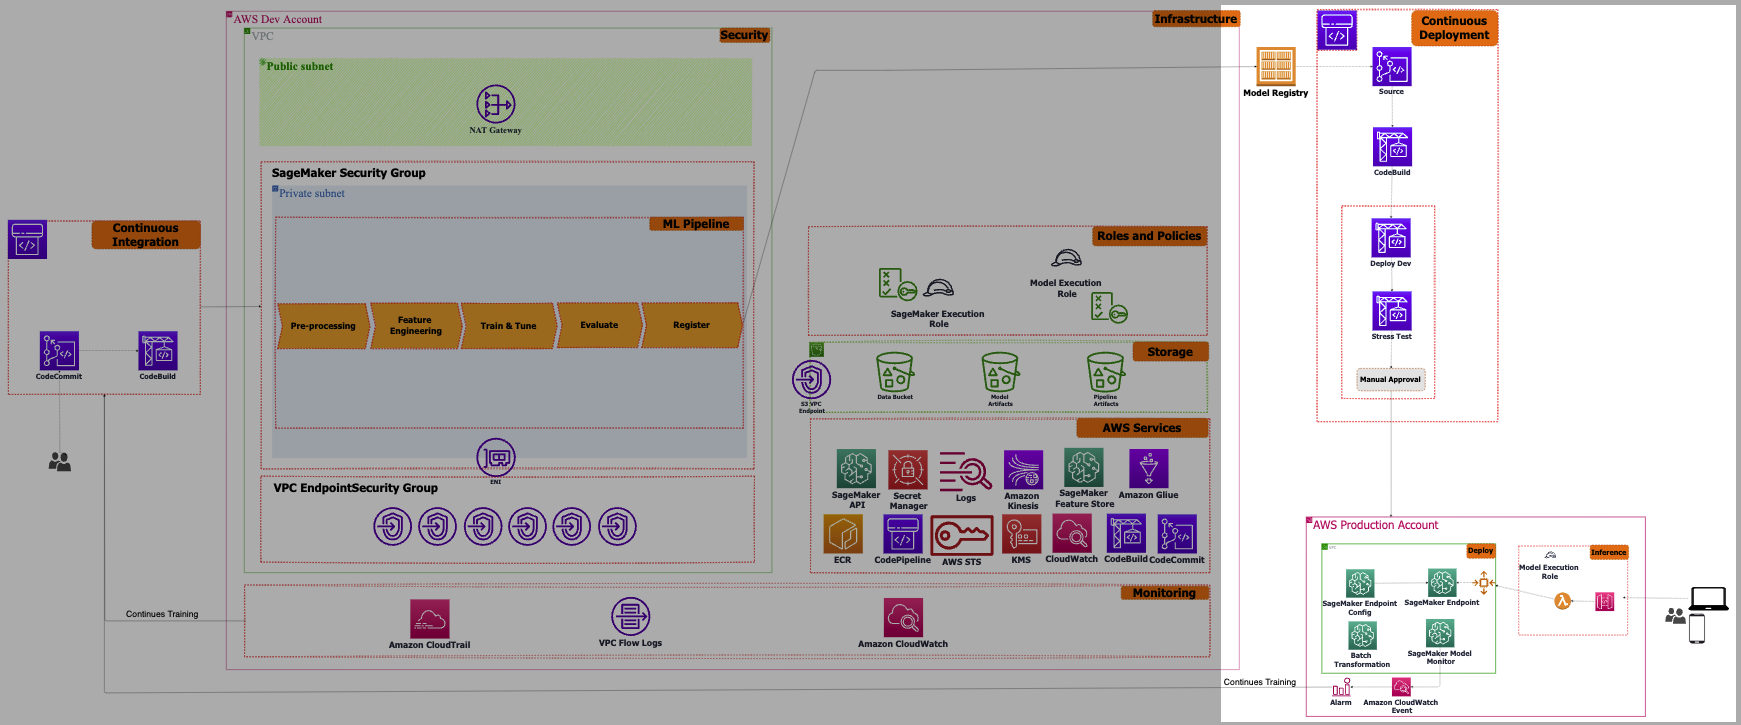 AWS Dev Account
Infrastructure
VPC
Security
Public subnet
NAT Gateway
SageMaker Security Group
Private subnet
ML Pipeline
Pre-processing
Feature
Engineering
Train & Tune
Evaluate
Register
ENI
VPC EndpointSecurity Group
Continuous
Integration
CodeCommit
CodeBuild
Roles and Policies
SageMaker Execution
Role
Model Execution
Role
Storage
S3 VPC
Endpoint
Data Bucket
Model
Artifacts
Pipeline
Artifacts
AWS Services
SageMaker
API
Secret
Manager
Logs
Amazon
Kinesis
SageMaker
Feature Store
Amazon Gliue
ECR
CodePipeline
AWS STS
KMS
CloudWatch
CodeBuild
CodeCommit
Monitoring
Amazon CloudTrail
VPC Flow Logs
Amazon CloudWatch
Continues Training
Continues Training
Model Registry
Continuous
Deployment
Source
CodeBuild
Deploy Dev
Stress Test
Manual Approval
AWS Production Account
VPC
Deploy
SageMaker Endpoint
Config
SageMaker Endpoint
Batch
Transformation
SageMaker Model
Monitor
Inference
Model Execution
Role
Alarm
Amazon CloudWatch
Event